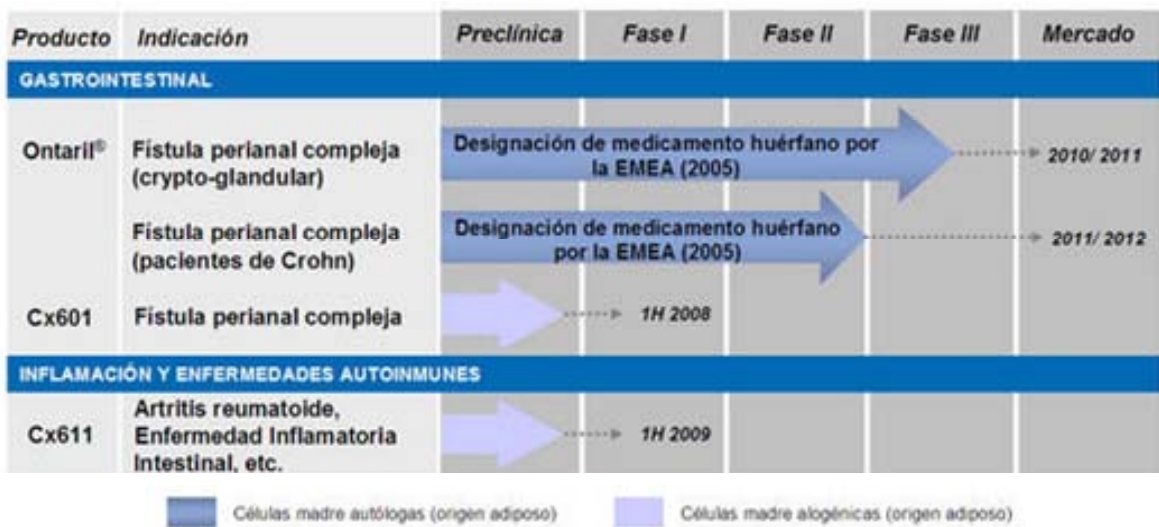 Producto Indicación Preclínica Fase I Fase II Fase III Mercado
GASTROINTESTINAL
Ontaril® Fístula perianal compleja
(crypto-glandular)
Designación de medicamento huérfano por
la EMEA (2005)
2010/ 2011
Fístula perianal compleja
(pacientes de Crohn)
Designación de medicamento huérfano
por la EMEA (2005)
2011/ 2012
Cx601 Fístula perianal compleja 1H 2008
INFLAMACIÓN Y ENFERMEDADES AUTOINMUNES
Cx611 Artritis reumatoide,
Enfermedad Inflamatoria
Intestinal, etc.
1H 2009
Células madre autólogas (origen adiposo) Células madre alogénicas (origen adiposo)